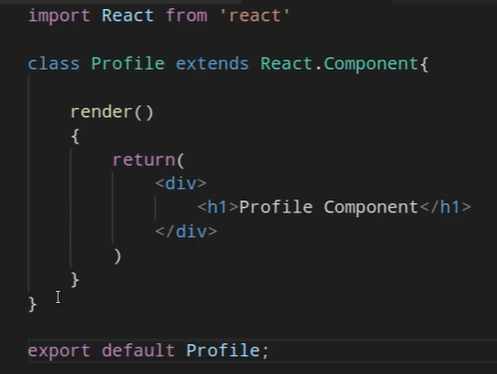 import React from 'react'
class Profile extends React.Component{
render()
{
return(
<div>
<h1>Profile Component</h1>
</div>
)
}
}
export default Profile;